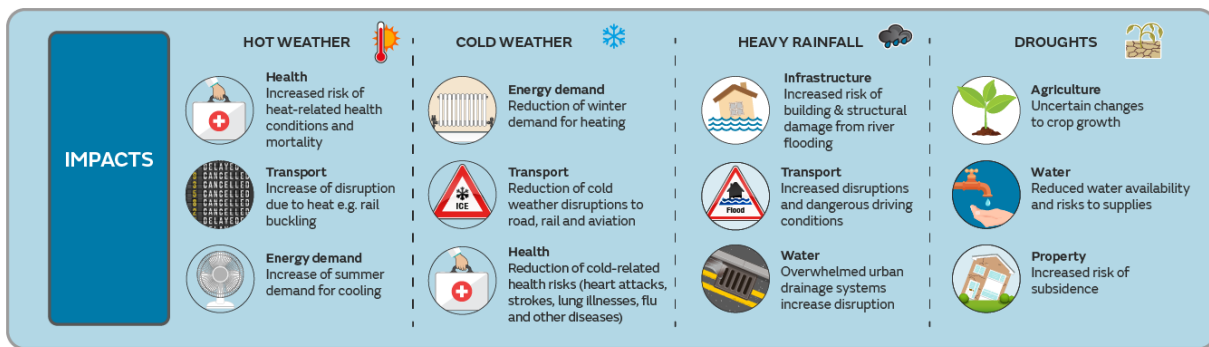 IMPACTS
HOT WEATHER
Health
Increased risk of
heat-related health
conditions and
mortality
DELAYED
CANCELLED
CANCELLED
CANCELLED
CANCELLED
CANCELLED
CANCELLED
DELAYED
Transport
Increase of disruption
due to heat e.g. rail
buckling
Energy demand
Increase of summer
demand for cooling
COLD WEATHER
Energy demand
Reduction of winter
demand for heating
ICE
Transport
Reduction of cold
weather disruptions to
road, rail and aviation
Health
Reduction of cold-related
health risks (heart attacks,
strokes, lung illnesses, flu
and other diseases)
HEAVY RAINFALL
Infrastructure
Increased risk of
building & structural
damage from river
flooding
Flood
Transport
Increased disruptions
and dangerous driving
conditions
Water
Overwhelmed urban
drainage systems
increase disruption
DROUGHTS
Agriculture
Uncertain changes
to crop growth
Water
Reduced water availability
and risks to supplies
Property
Increased risk of
subsidence